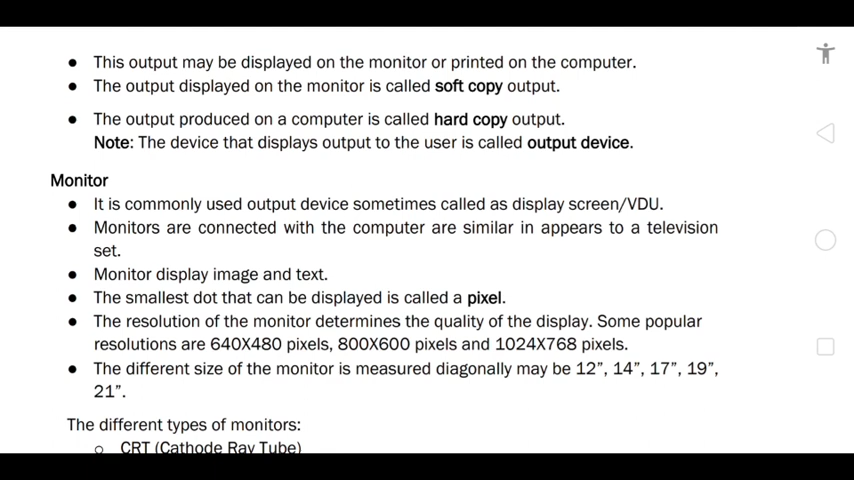 ● This output may be displayed on the monitor or printed on the computer.
● The output displayed on the monitor is called soft copy output.
● The output produced on a computer is called hard copy output.
Note: The device that displays output to the user is called output device.
Monitor
● It is commonly used output device sometimes called as display screen/VDU.
● Monitors are connected with the computer are similar in appears to a television
set.
● Monitor display image and text.
● The smallest dot that can be displayed is called a pixel.
● The resolution of the monitor determines the quality of the display. Some popular
resolutions are 640X480 pixels, 800X600 pixels and 1024X768 pixels.
● The different size of the monitor is measured diagonally may be 12”, 14”, 17”, 19”,
21”.
The different types of monitors:
○ CRT (Cathode Ray Tube)